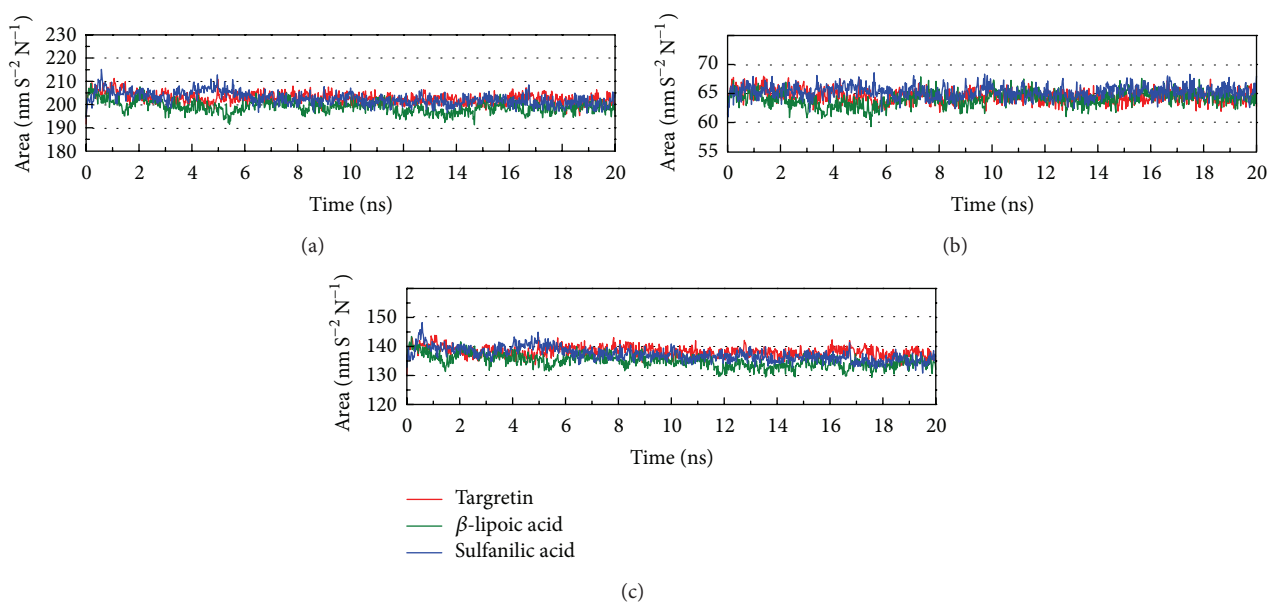 230
220
210
200
190
180
Area (nm S⁻² N⁻¹)
0 2 4 6 8 10 12 14 16 18 20
Time (ns)
(a)
70
65
60
55
Area (nm S⁻² N⁻¹)
0 2 4 6 8 10 12 14 16 18 20
Time (ns)
(b)
150
140
130
120
Area (nm S⁻² N⁻¹)
0 2 4 6 8 10 12 14 16 18 20
Time (ns)
Targretin
β-lipoic acid
Sulfanilic acid
(c)